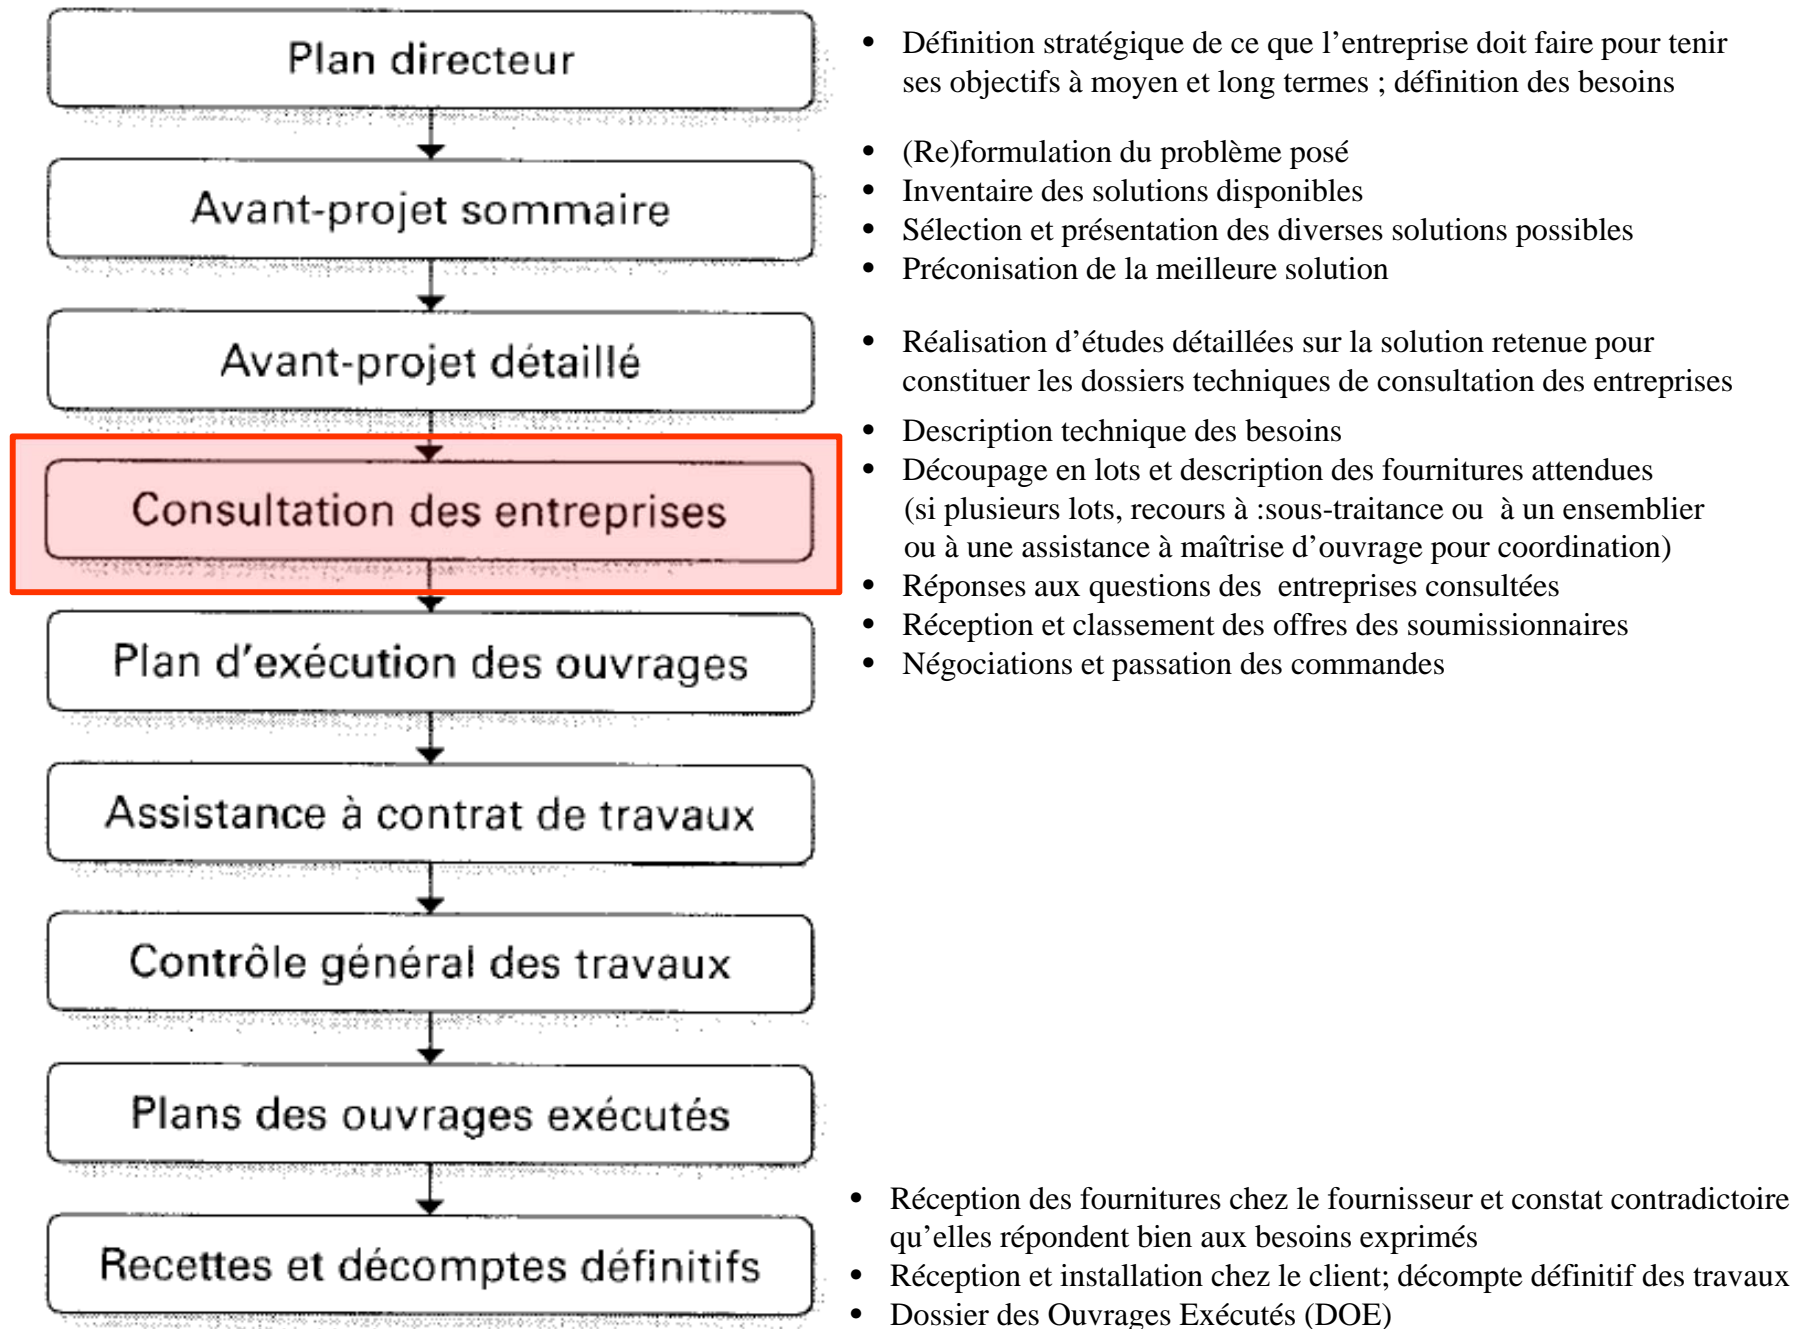 Plan directeur
• Définition stratégique de ce que l’entreprise doit faire pour tenir
ses objectifs à moyen et long termes ; définition des besoins
Avant-projet sommaire
• (Re)formulation du problème posé
• Inventaire des solutions disponibles
• Sélection et présentation des diverses solutions possibles
• Préconisation de la meilleure solution
Avant-projet détaillé
• Réalisation d’études détaillées sur la solution retenue pour
constituer les dossiers techniques de consultation des entreprises
Consultation des entreprises
• Description technique des besoins
• Découpage en lots et description des fournitures attendues
(si plusieurs lots, recours à :sous-traitance ou à un ensemblier
ou à une assistance à maîtrise d’ouvrage pour coordination)
• Réponses aux questions des entreprises consultées
• Réception et classement des offres des soumissionnaires
• Négociations et passation des commandes
Plan d’exécution des ouvrages
Assistance à contrat de travaux
Contrôle général des travaux
Plans des ouvrages exécutés
Recettes et décomptes définitifs
• Réception des fournitures chez le fournisseur et constat contradictoire
qu’elles répondent bien aux besoins exprimés
• Réception et installation chez le client; décompte définitif des travaux
• Dossier des Ouvrages Exécutés (DOE)